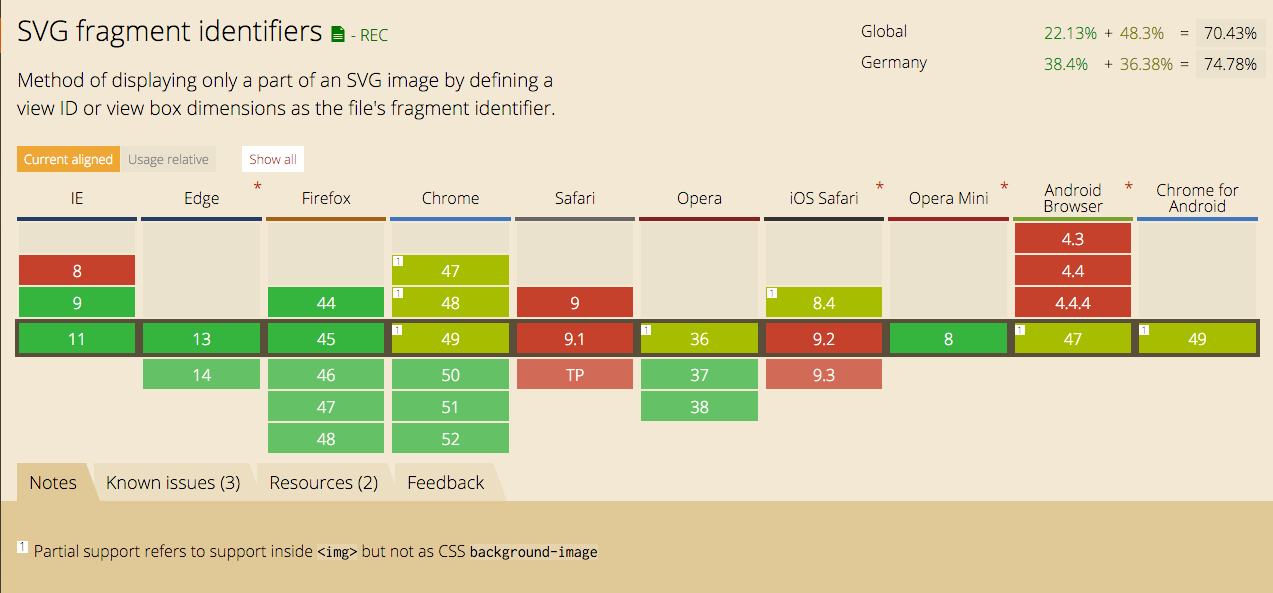 SVG fragment identifiers - REC
Global 22.13% + 48.3% = 70.43%
Germany 38.4% + 36.38% = 74.78%
Method of displaying only a part of an SVG image by defining a
view ID or view box dimensions as the file's fragment identifier.
Current aligned Usage relative Show all
IE Edge * Firefox Chrome Safari Opera iOS Safari * Opera Mini * Android Browser * Chrome for Android
4.3
8 1 47 4.4
9 44 1 48 9 1 8.4 4.4.4
11 13 45 1 49 9.1 1 36 9.2 8 1 47 1 49
14 46 50 TP 37 9.3
47 51 38
48 52
Notes Known issues (3) Resources (2) Feedback
1 Partial support refers to support inside <img> but not as CSS background-image